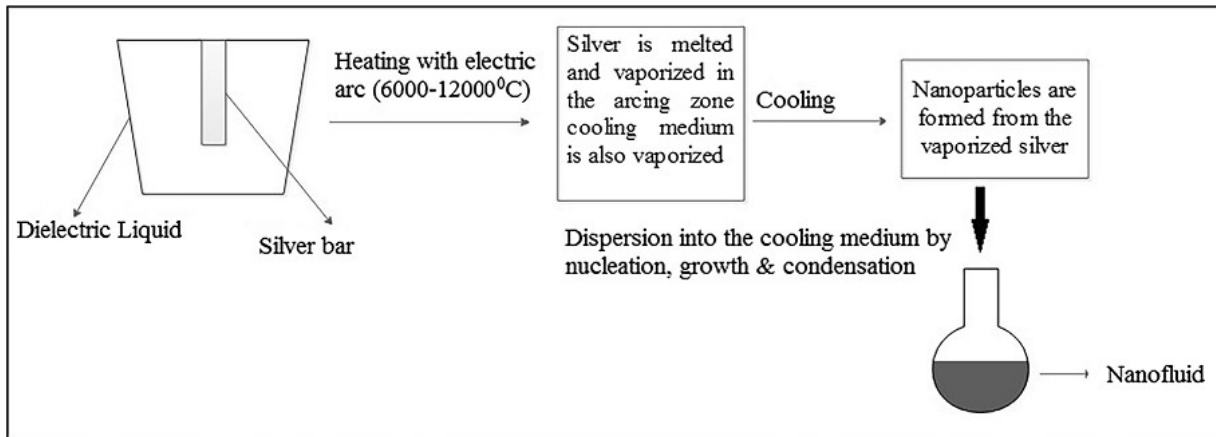 Dielectric Liquid
Silver bar
Heating with electric
arc (6000-12000⁰C)
Silver is melted
and vaporized in
the arcing zone
cooling medium
is also vaporized
Cooling
Nanoparticles are
formed from the
vaporized silver
Dispersion into the cooling medium by
nucleation, growth & condensation
Nanofluid